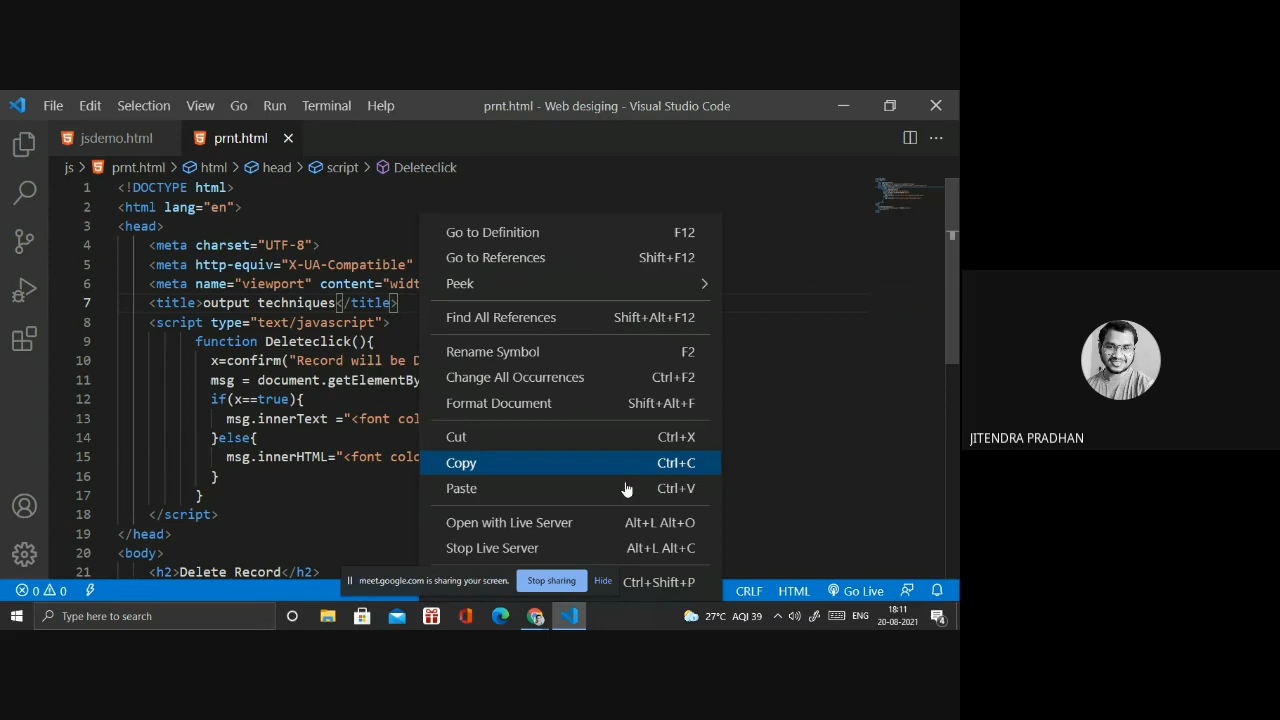 File Edit Selection View Go Run Terminal Help prnt.html - Web desiging - Visual Studio Code
jsdemo.html prnt.html
js > prnt.html > html > head > script > Deleteclick
1 <!DOCTYPE html>
2 <html lang="en">
3 <head>
4 <meta charset="UTF-8">
5 <meta http-equiv="X-UA-Compatible"
6 <meta name="viewport" content="widt
7 <title>output techniques</title>
8 <script type="text/javascript">
9 function Deleteclick(){
10 x=confirm("Record will be D
11 msg = document.getElementBy
12 if(x==true){
13 msg.innerText ="<font col
14 }else{
15 msg.innerHTML="<font colo
16 }
17 }
18 </script>
19 </head>
20 <body>
21 <h2>Delete Record</h2>
Go to Definition F12
Go to References Shift+F12
Peek
Find All References Shift+Alt+F12
Rename Symbol F2
Change All Occurrences Ctrl+F2
Format Document Shift+Alt+F
Cut Ctrl+X
Copy Ctrl+C
Paste Ctrl+V
Open with Live Server Alt+L Alt+O
Stop Live Server Alt+L Alt+C
Ctrl+Shift+P
meet.google.com is sharing your screen. Stop sharing Hide
0 0 CRLF HTML Go Live
Type here to search 27°C AQI 39 ENG 18:11
20-08-2021 4
JITENDRA PRADHAN